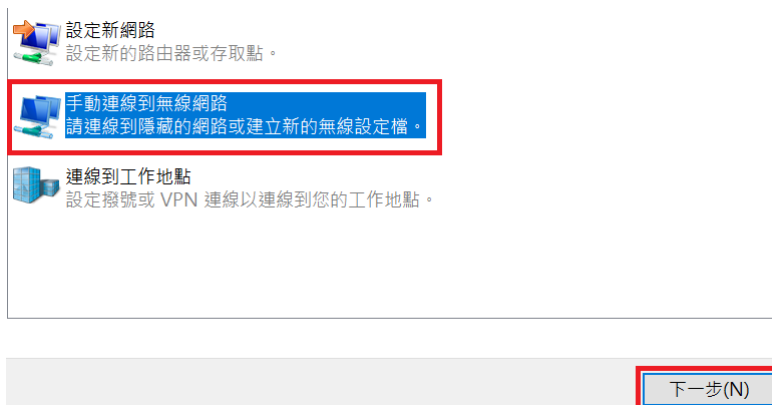 設定新網路
設定新的路由器或存取點。
手動連線到無線網路
請連線到隱藏的網路或建立新的無線設定檔。
連線到工作地點
設定撥號或 VPN 連線以連線到您的工作地點。
下一步(N)